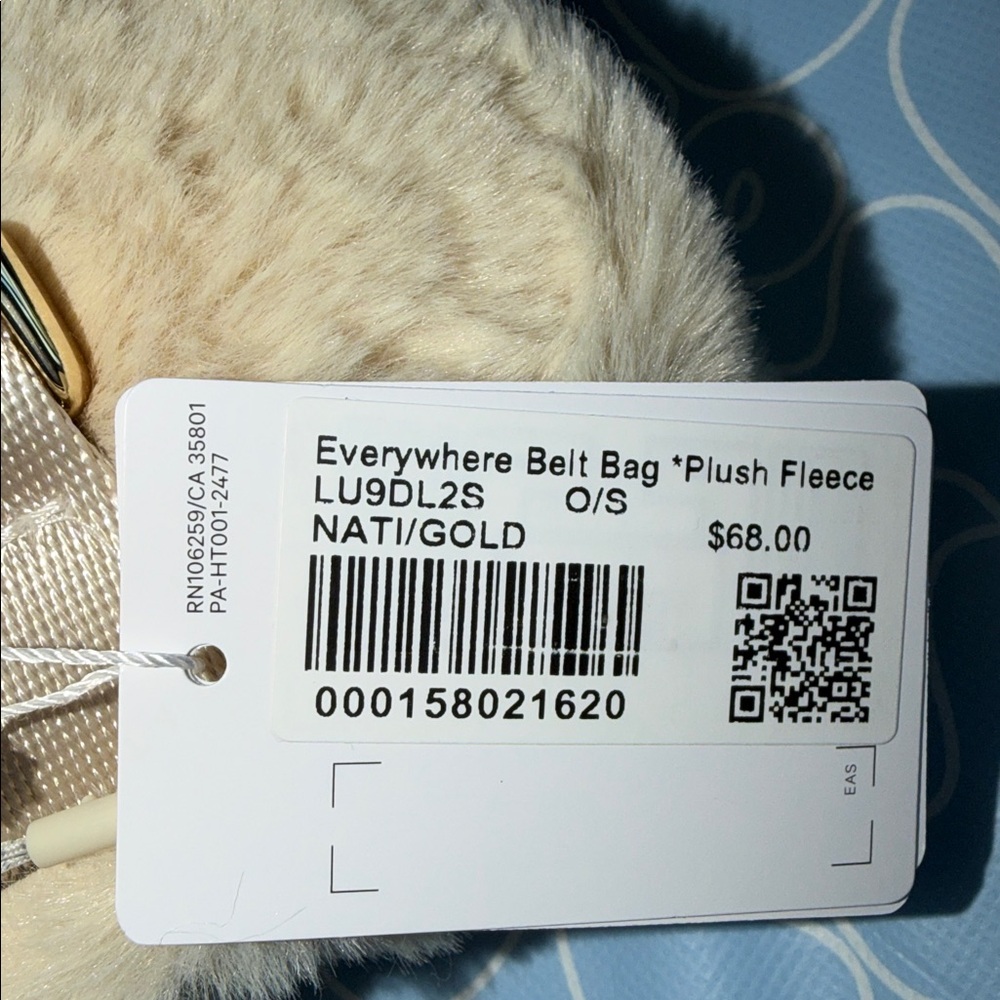 RN106259/CA 35801
PA-HT001-2477
Everywhere Belt Bag *Plush Fleece
LU9DL2S O/S
NATI/GOLD $68.00
000158021620
EAS